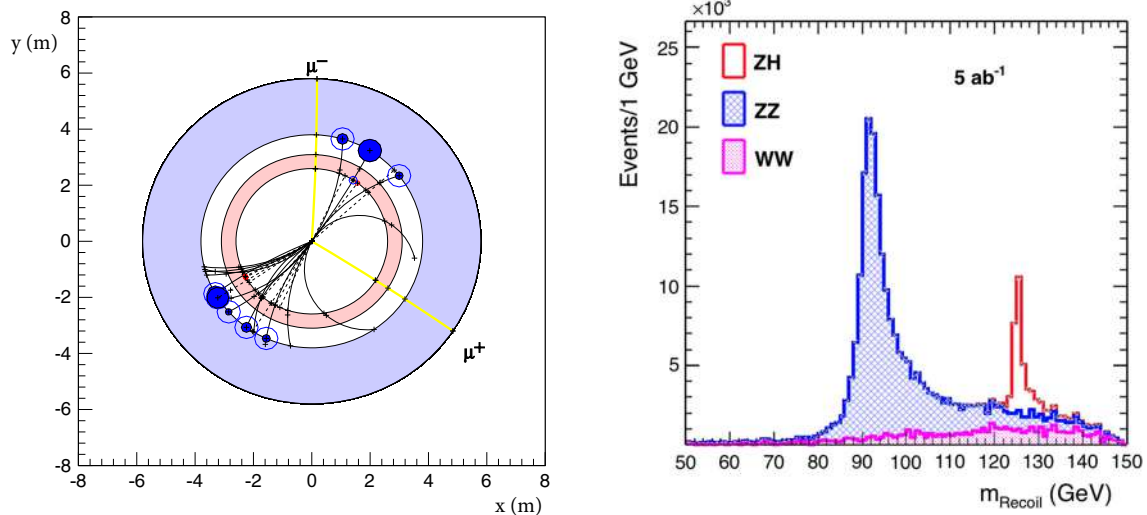 y (m)
8
6
4
2
0
-2
-4
-6
-8
-8 -6 -4 -2 0 2 4 6 8
x (m)
μ−
μ+
×10³
Events/1 GeV
25
20
15
10
5
0
ZH
ZZ
WW
5 ab⁻¹
50 60 70 80 90 100 110 120 130 140 150
m_Recoil (GeV)